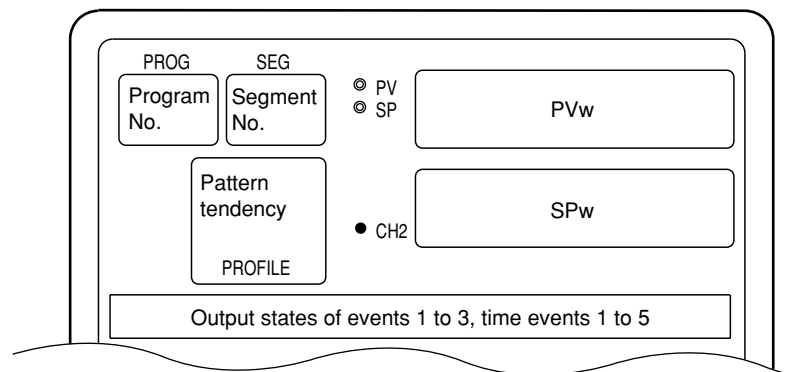 PROG
SEG
Program
No.
Segment
No.
PV
SP
PVw
Pattern
tendency
PROFILE
CH2
SPw
Output states of events 1 to 3, time events 1 to 5